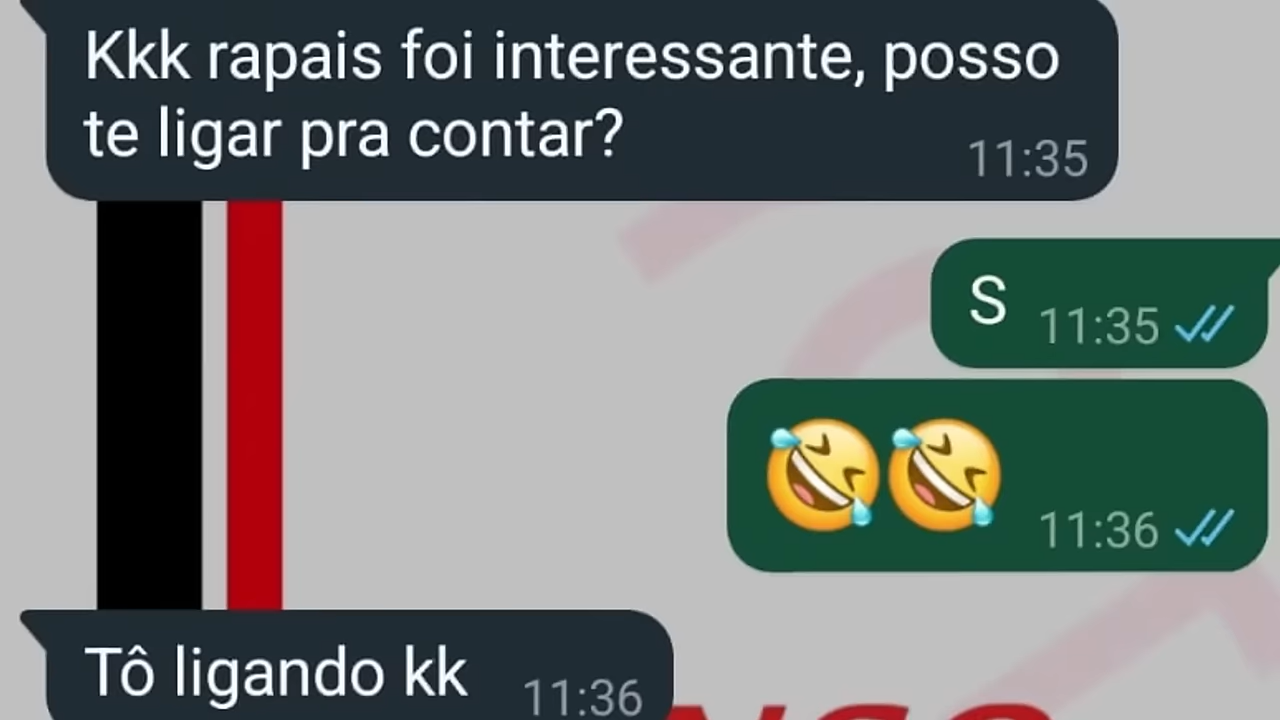 Kkk rapais foi interessante, posso
te ligar pra contar?
11:35
S 11:35
🤣🤣 11:36
Tô ligando kk 11:36